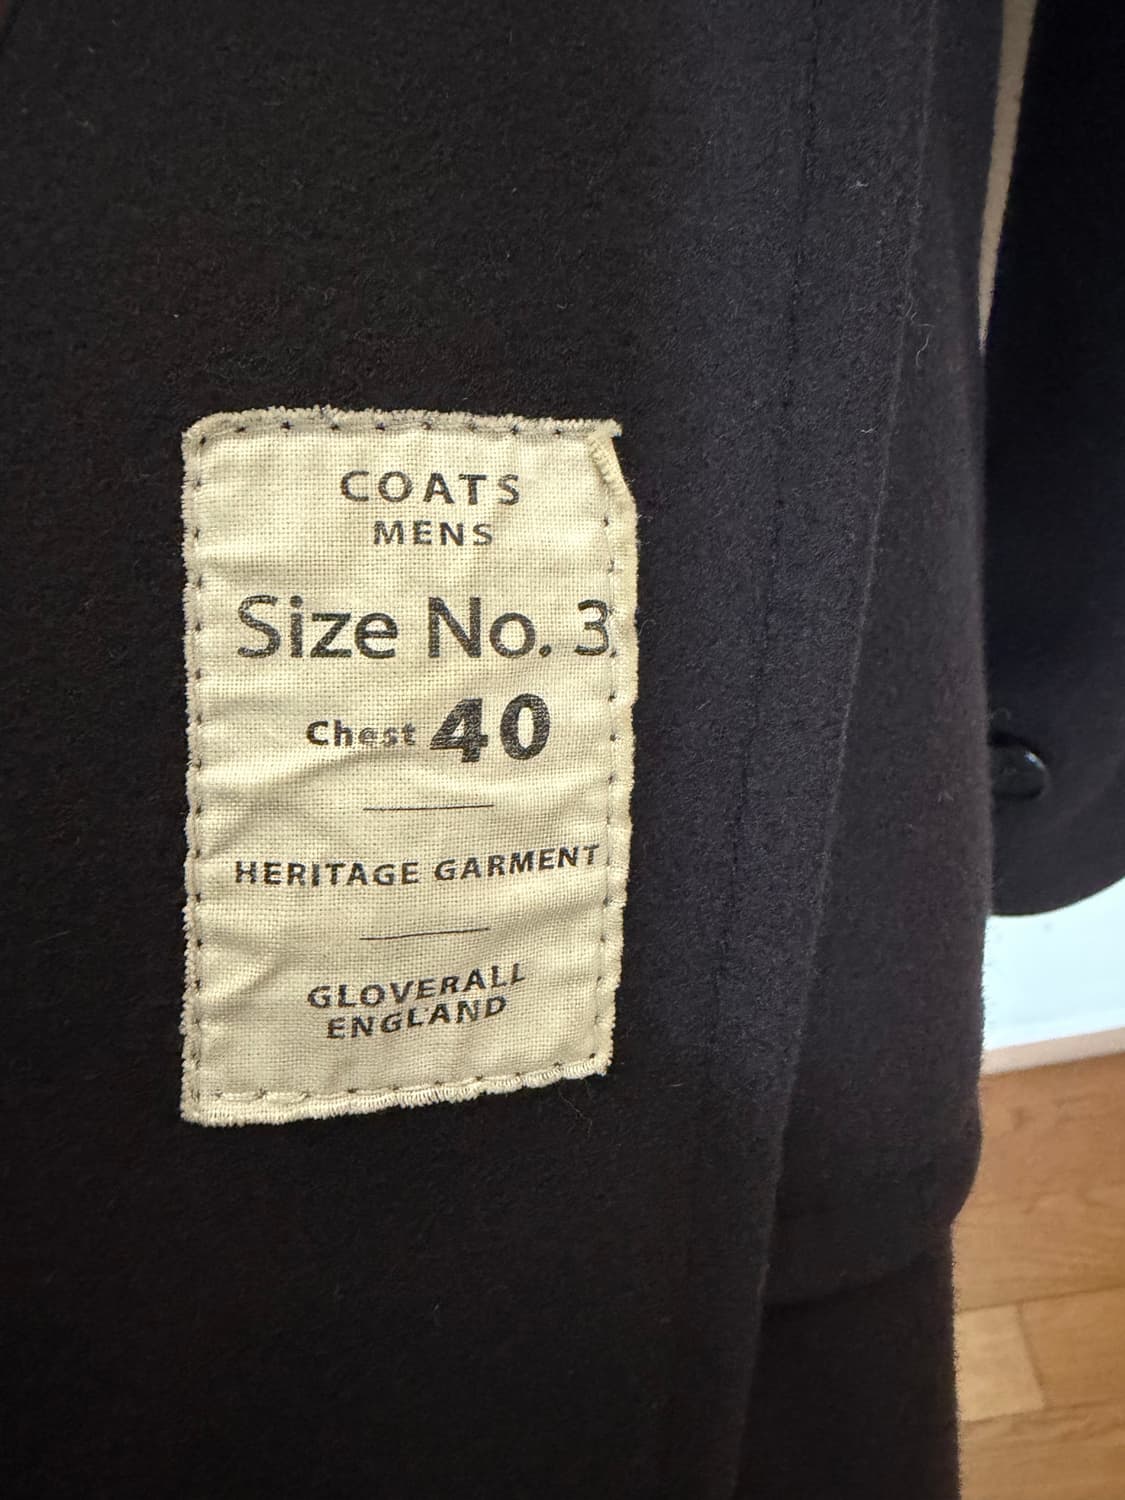 COATS
MENS
Size No. 3
Chest 40
HERITAGE GARMENT
GLOVERALL
ENGLAND